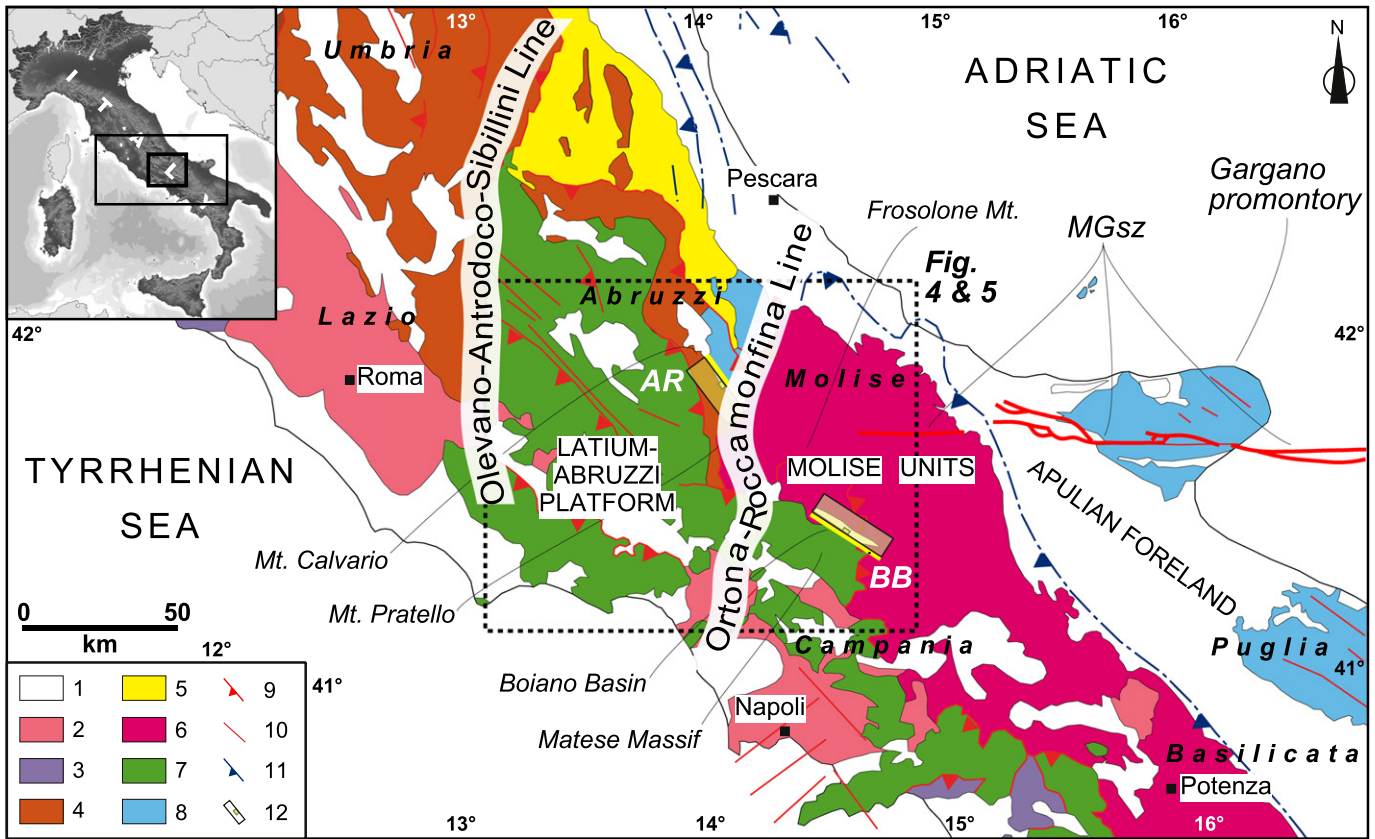 13°
14°
15°
16°
N
Umbria
ADRIATIC
SEA
ITALY
Olevano-Antrodoco-Sibillini Line
Pescara
Gargano
promontory
Frosolone Mt.
MGsz
Fig.
4 & 5
Ortona-Roccamonfina Line
Abruzzi
Lazio
42°
42°
Roma
AR
Molise
LATIUM-
ABRUZZI
PLATFORM
MOLISE UNITS
TYRRHENIAN
SEA
APULIAN FORELAND
Mt. Calvario
BB
Mt. Pratello
0 50
km
12°
Campania
Puglia
41°
41°
Boiano Basin
Napoli
Matese Massif
Basilicata
Potenza
1 5 9
2 6 10
3 7 11
4 8 12
13°
14°
15°
16°